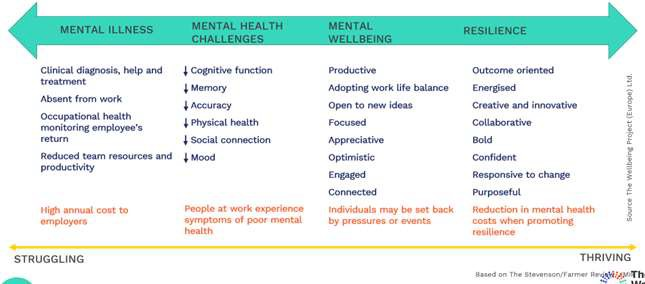 MENTAL ILLNESS
MENTAL HEALTH
CHALLENGES
MENTAL
WELLBEING
RESILIENCE
Clinical diagnosis, help and
treatment
Absent from work
Occupational health
monitoring employee's
return
Reduced team resources and
productivity
High annual cost to
employers
↓ Cognitive function
↓ Memory
↓ Accuracy
↓ Physical health
↓ Social connection
↓ Mood
People at work experience
symptoms of poor mental
health
Productive
Adopting work life balance
Open to new ideas
Focused
Appreciative
Optimistic
Engaged
Connected
Individuals may be set back
by pressures or events
Outcome oriented
Energised
Creative and innovative
Collaborative
Bold
Confident
Responsive to change
Purposeful
Reduction in mental health
costs when promoting
resilience
Source The Wellbeing Project (Europe) Ltd.
STRUGGLING
THRIVING
Based on The Stevenson/Farmer
The